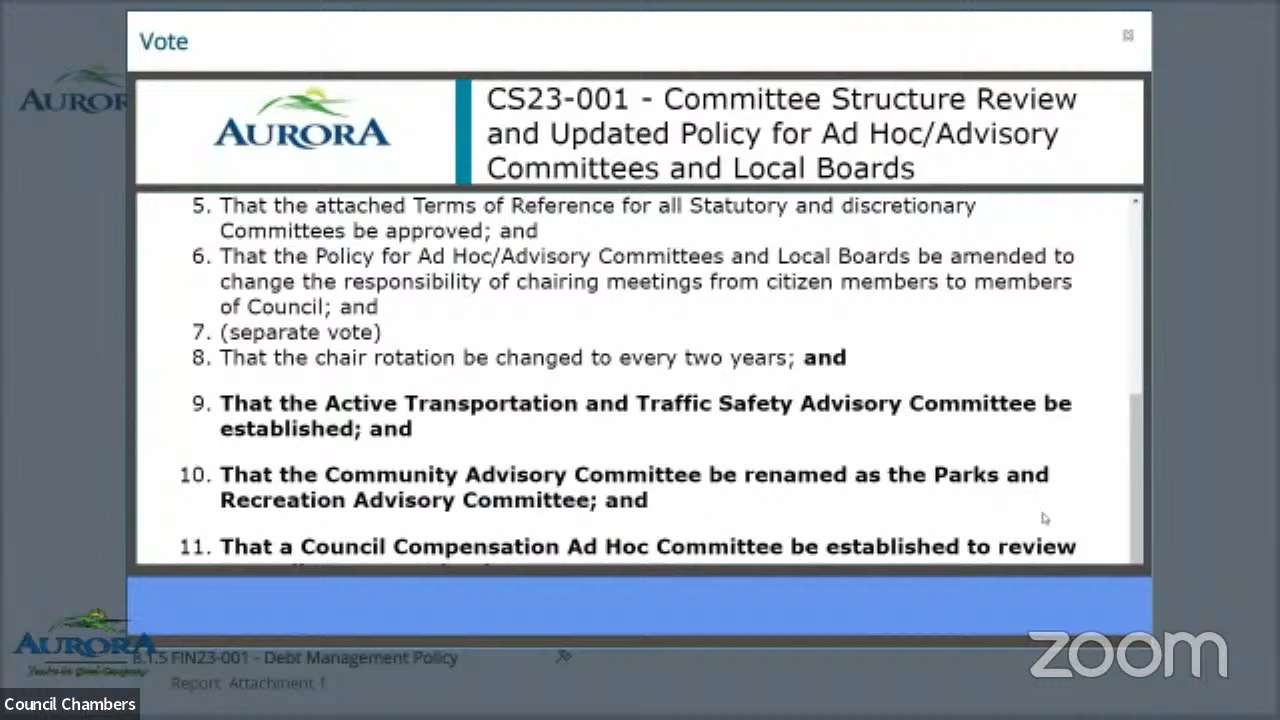 Vote
AURORA
CS23-001 - Committee Structure Review
and Updated Policy for Ad Hoc/Advisory
Committees and Local Boards
5. That the attached Terms of Reference for all Statutory and discretionary
Committees be approved; and
6. That the Policy for Ad Hoc/Advisory Committees and Local Boards be amended to
change the responsibility of chairing meetings from citizen members to members
of Council; and
7. (separate vote)
8. That the chair rotation be changed to every two years; and
9. That the Active Transportation and Traffic Safety Advisory Committee be
established; and
10. That the Community Advisory Committee be renamed as the Parks and
Recreation Advisory Committee; and
11. That a Council Compensation Ad Hoc Committee be established to review
AUROR
AURORA
You're in Good Company
8.1.5 FIN23-001 - Debt Management Policy
Report Attachment 1
zoom
Council Chambers